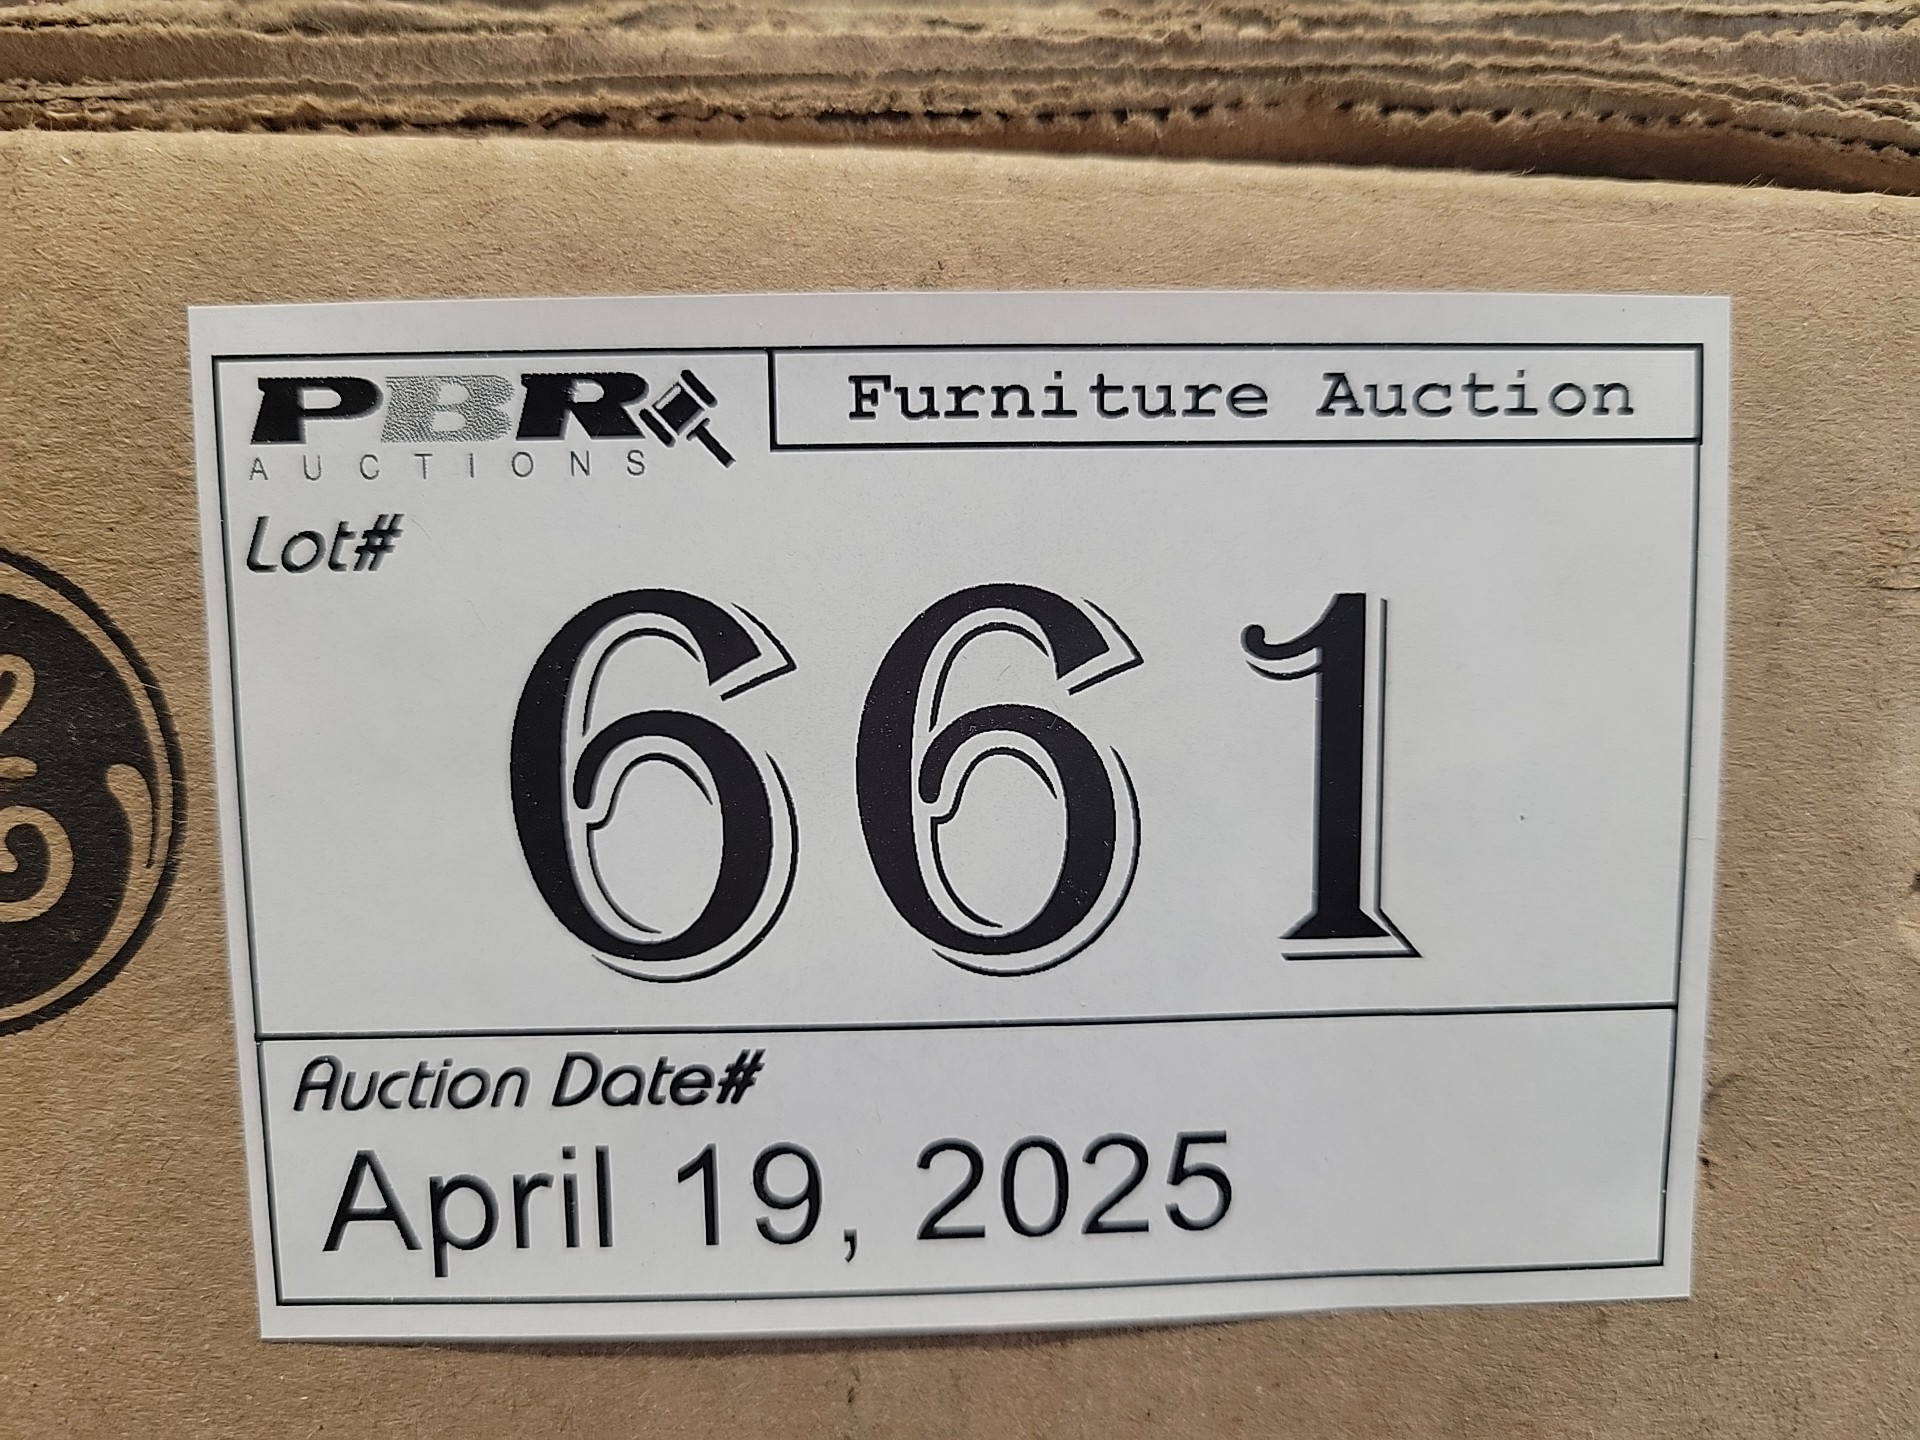 PBR
AUCTIONS
Furniture Auction
Lot#
661
Auction Date#
April 19, 2025